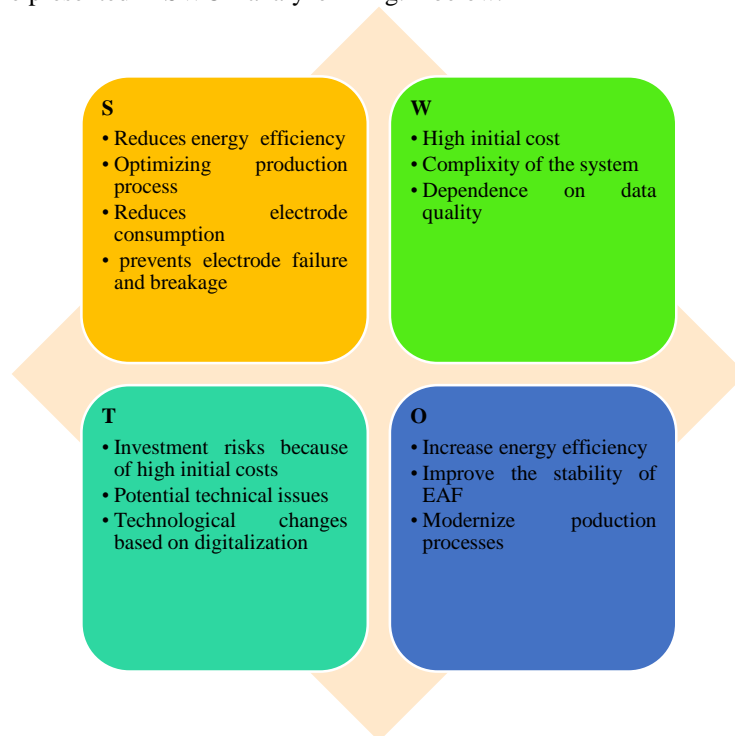 S
• Reduces energy efficiency
• Optimizing production
process
• Reduces electrode
consumption
• prevents electrode failure
and breakage
W
• High initial cost
• Complixity of the system
• Dependence on data
quality
T
• Investment risks because
of high initial costs
• Potential technical issues
• Technological changes
based on digitalization
O
• Increase energy efficiency
• Improve the stability of
EAF
• Modernize poduction
processes